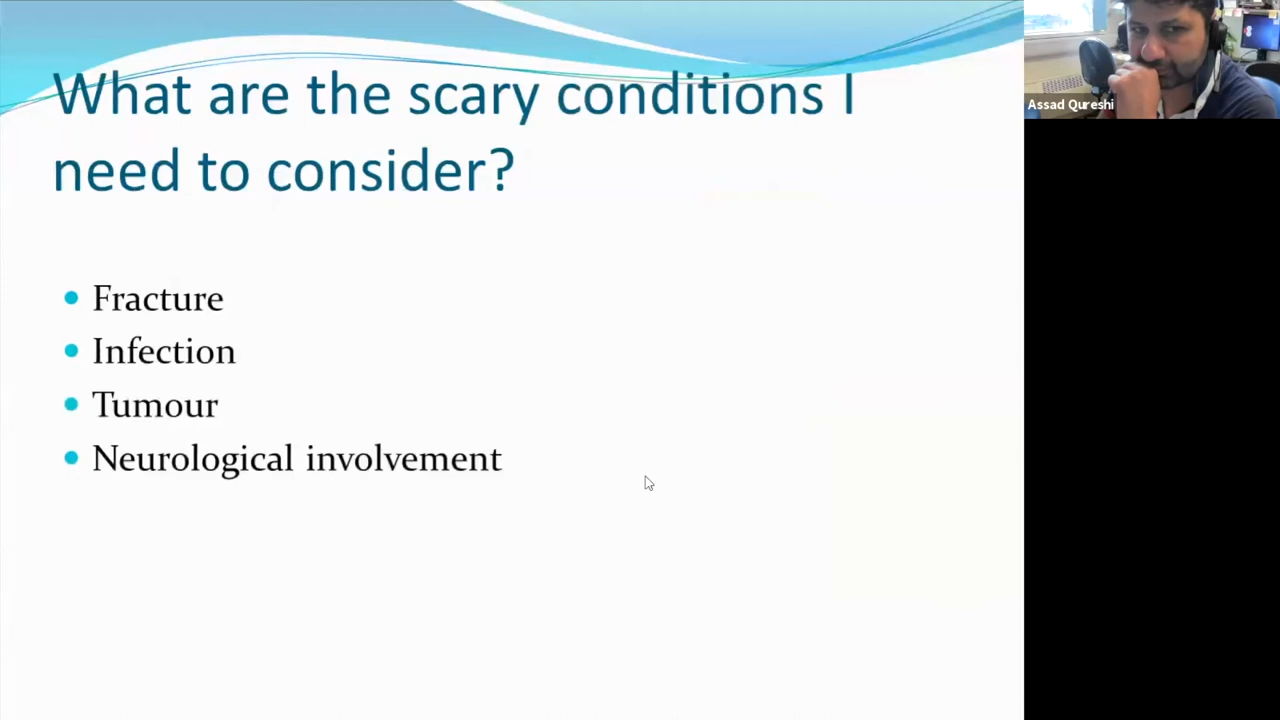 What are the scary conditions I
need to consider?
Fracture
Infection
Tumour
Neurological involvement
Assad Qureshi